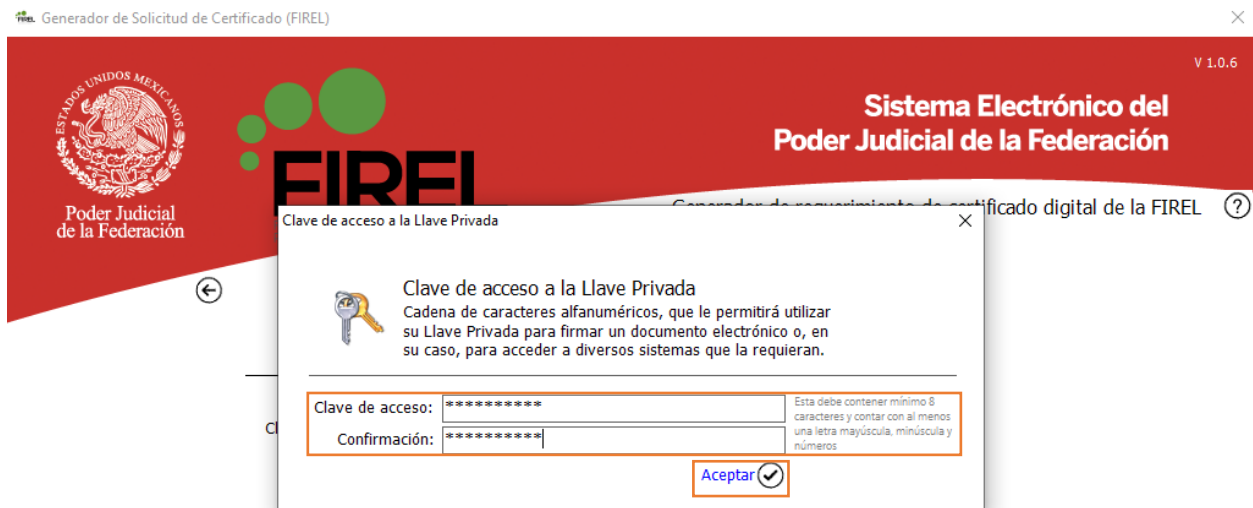 FIREL
Generador de Solicitud de Certificado (FIREL)
V 1.0.6
ESTADOS UNIDOS MEXICANOS
Poder Judicial
de la Federación
FIREL
Sistema Electrónico del
Poder Judicial de la Federación
Generador de requerimiento de certificado digital de la FIREL
?
Clave de acceso a la Llave Privada
Clave de acceso a la Llave Privada
Cadena de caracteres alfanuméricos, que le permitirá utilizar
su Llave Privada para firmar un documento electrónico o, en
su caso, para acceder a diversos sistemas que la requieran.
Cl
Clave de acceso: **********
Esta debe contener mínimo 8
caracteres y contar con al menos
una letra mayúscula, minúscula y
números
Confirmación: **********
Aceptar